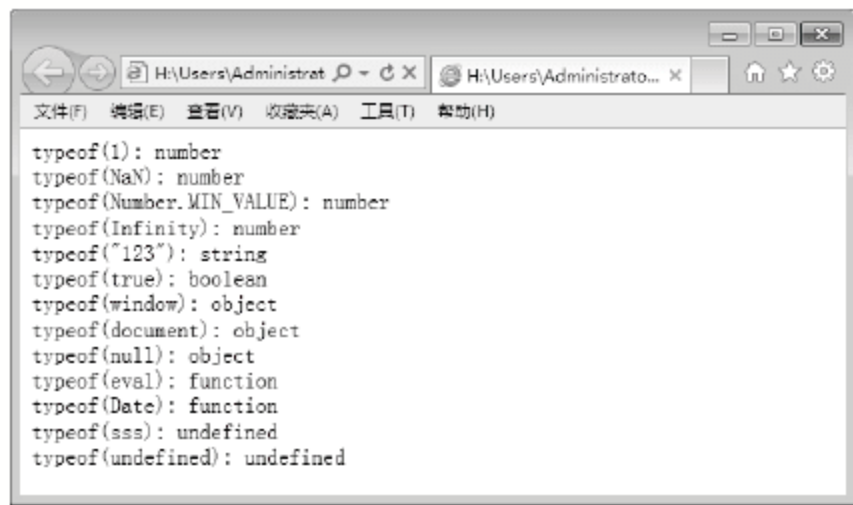 H:\Users\Administrat
H:\Users\Administrato...
文件(F) 编辑(E) 查看(V) 收藏夹(A) 工具(T) 帮助(H)
typeof(1): number
typeof(NaN): number
typeof(Number.MIN_VALUE): number
typeof(Infinity): number
typeof("123"): string
typeof(true): boolean
typeof(window): object
typeof(document): object
typeof(null): object
typeof(eval): function
typeof(Date): function
typeof(sss): undefined
typeof(undefined): undefined